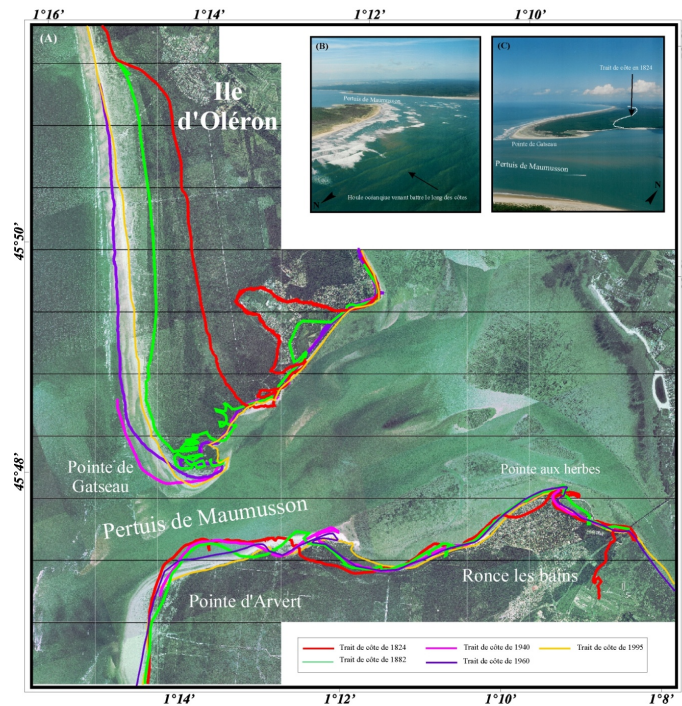 1°16' 1°14' 1°12' 1°10'
(A)
Ile
d'Oléron
(B)
Pertuis de Maumusson
Houle océanique venant battre le long des côtes
N
(C)
Trait de côte en 1824
Pointe de Gatseau
Pertuis de Maumusson
N
45°50'
45°48'
Pointe de
Gatseau
Pertuis de Maumusson
Pointe aux herbes
Ronce les bains
Pointe d'Arvert
Trait de côte de 1824
Trait de côte de 1940
Trait de côte de 1995
Trait de côte de 1882
Trait de côte de 1960
1°14' 1°12' 1°10' 1°8'